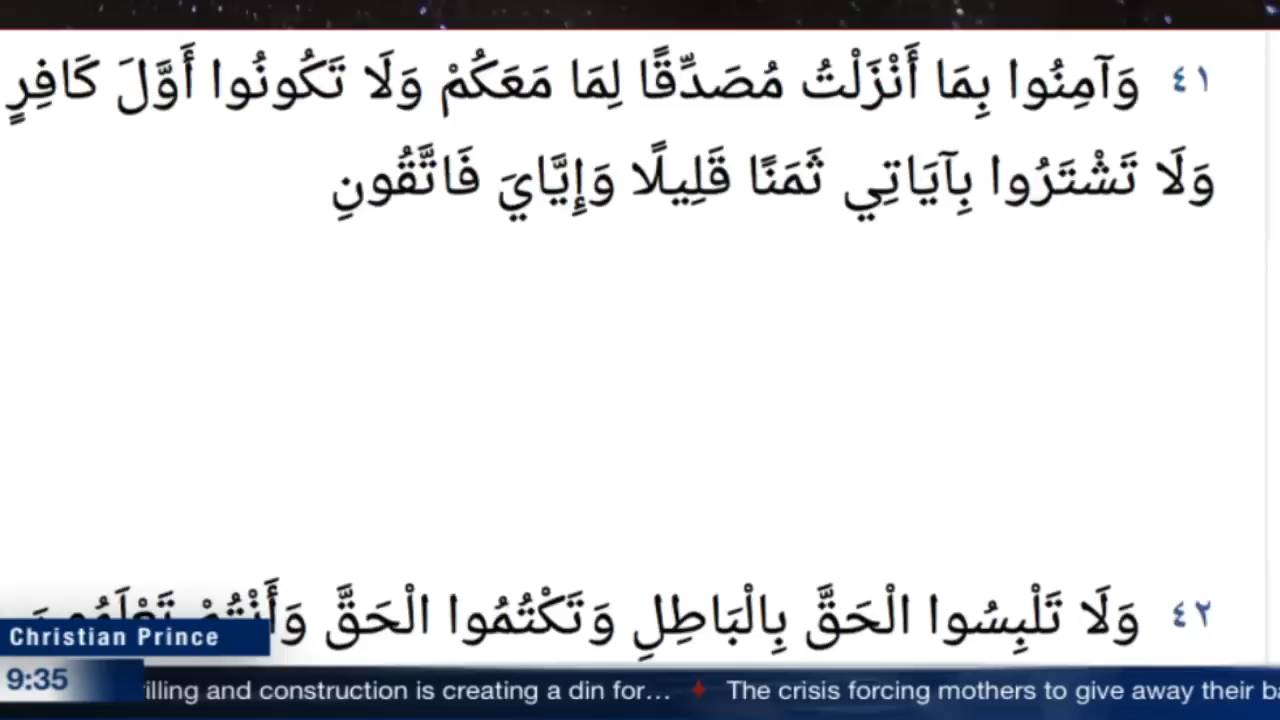 ٤١ وَآمِنُوا بِمَا أَنْزَلْتُ مُصَدِّقًا لِمَا مَعَكُمْ وَلَا تَكُونُوا أَوَّلَ كَافِرٍ
وَلَا تَشْتَرُوا بِآيَاتِي ثَمَنًا قَلِيلًا وَإِيَّايَ فَاتَّقُونِ
٤٢ وَلَا تَلْبِسُوا الْحَقَّ بِالْبَاطِلِ وَتَكْتُمُوا الْحَقَّ وَأَنْتُمْ تَعْلَمُونَ
Christian Prince
9:35
illing and construction is creating a din for... The crisis forcing mothers to give away their ba